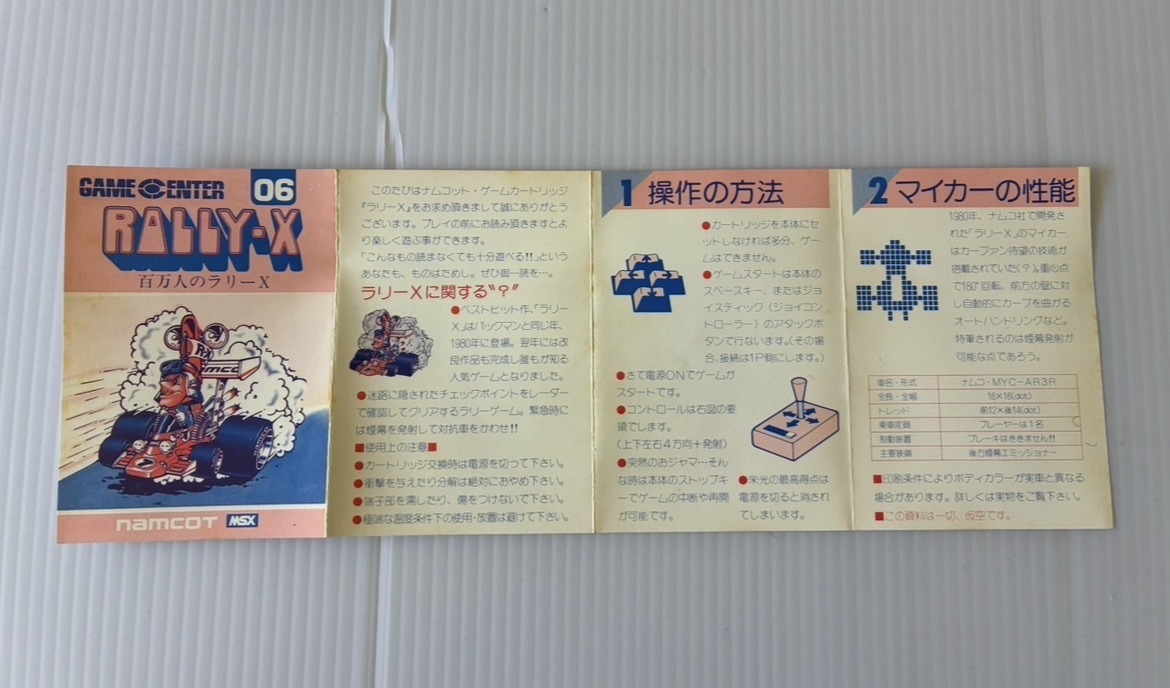 GAME CENTER 06
RALLY-X
百万人のラリーX
RX
namco
7
namcot MSX
このたびはナムコット・ゲームカートリッジ
『ラリーX』をお求め頂きまして誠にありがとう
ございます。プレイの前にお読み頂きますとよ
り楽しく遊ぶ事ができます。
「こんなもの読まなくても十分遊べる!!」という
あなたも、ものはためし。ぜひ御一読を…。
ラリーXに関する"?"
●ベストヒット作、「ラリー
X」はパックマンと同じ年、
1980年に登場。翌年には改
良作品も完成し誰もが知る
人気ゲームとなりました。
●迷路に隠されたチェックポイントをレーダー
で確認してクリアするラリーゲーム。緊急時に
は煙幕を発射して対抗車をかわせ!!
■使用上の注意■
●カートリッジ交換時は電源を切って下さい。
●衝撃を与えたり分解は絶対におやめ下さい。
●端子部を濡したり、傷をつけないで下さい。
●極端な温度条件下の使用・放置は避けて下さい。
1 操作の方法
●カートリッジを本体にセ
ットしなければ多分、ゲー
ムはできません。
●ゲームスタートは本体の
スペースキー、またはジョ
イスティック(ジョイコン
トローラー)のアタックボ
タンで行ないます。(その場
合、接続は1P側にします。)
●さて電源ONでゲームが
スタートです。
●コントロールは右図の要
領でします。
(上下左右4方向+発射)
●突然のおジャマ…そん
な時は本体のストップキ
ーでゲームの中断や再開
が可能です。
●栄光の最高得点は
電源を切ると消され
てしまいます。
2 マイカーの性能
1980年、ナムコ社で開発さ
れた「ラリーX」のマイカー
はカーファン待望の技術が
搭載されていた(?)。重心点
で180°回転、前方の壁に対
し自動的にカーブを曲がる
オートハンドリングなど。
特筆されるのは煙幕発射が
可能な点であろう。
車名・形式 ナムコ・MYC-AR3R
全長・全幅 16×16(dot)
トレッド 前12×後14(dot)
乗車定員 プレーヤーは1名
制動装置 ブレーキはききません!!
主要装備 後方煙幕エミッショナー
■印刷条件によりボディカラーが実車と異なる
場合があります。詳しくは実物をご覧下さい。
■この資料は一切、仮空です。